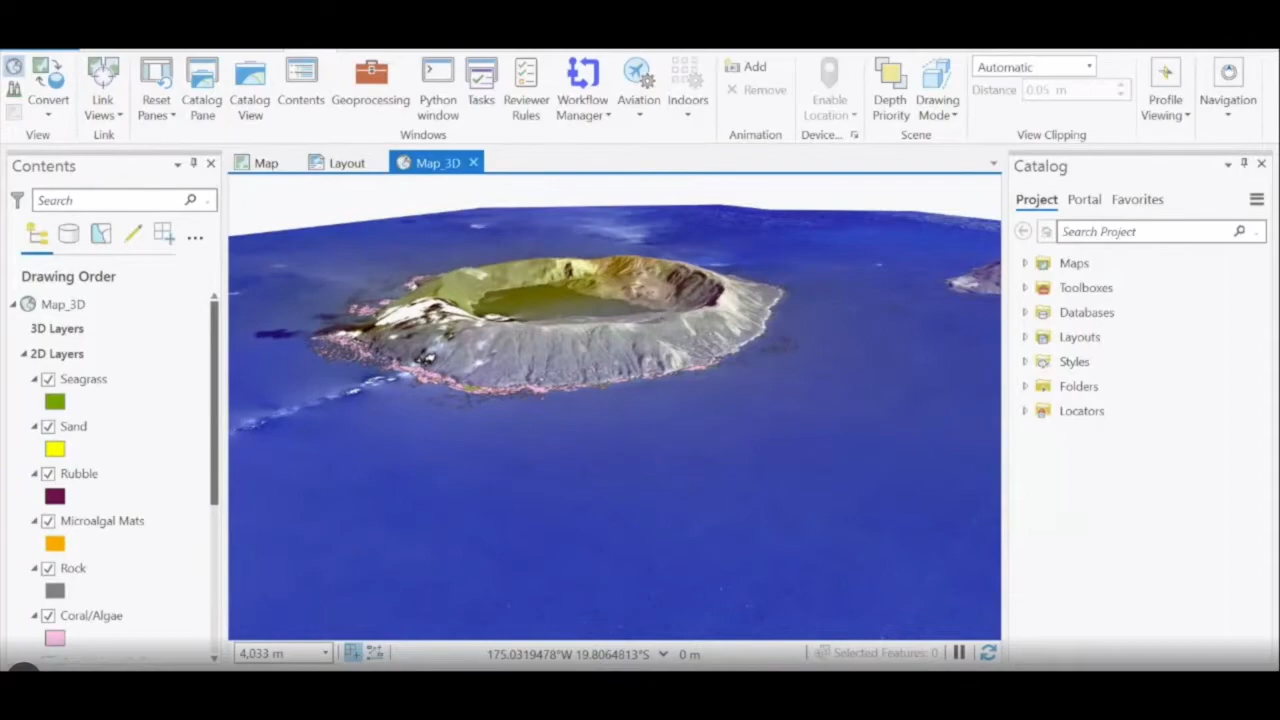 Convert
Link
Views
Reset
Panes
Catalog
Pane
Catalog
View
Contents
Geoprocessing
Python
window
Tasks
Reviewer
Rules
Workflow
Manager
Aviation
Indoors
Add
Remove
Enable
Location
Depth
Priority
Drawing
Mode
Automatic
Distance 0.05 m
Profile
Viewing
Navigation
View
Link
Windows
Animation
Device...
Scene
View Clipping
Contents
Search
Drawing Order
Map_3D
3D Layers
2D Layers
Seagrass
Sand
Rubble
Microalgal Mats
Rock
Coral/Algae
Map
Layout
Map_3D
4,033 m
175.0319478°W 19.8064813°S
0 m
Selected Features: 0
Catalog
Project Portal Favorites
Search Project
Maps
Toolboxes
Databases
Layouts
Styles
Folders
Locators